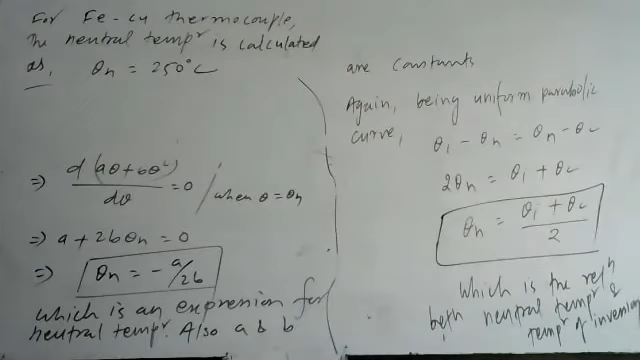 For Fe-cu thermocouple,
The neutral tempr is calculated
as, θn = 250°C
⇒ d(aθ+bθ²)/dθ = 0 / when θ = θn
⇒ a + 2bθn = 0
⇒ θn = -a/2b
which is an expression for
neutral tempr. Also a & b
are constants
Again, being uniform parabolic
curve,
θi - θn = θn - θc
2θn = θi + θc
θn = θi + θc / 2
which is the reln
betn neutral tempr &
tempr of inversion